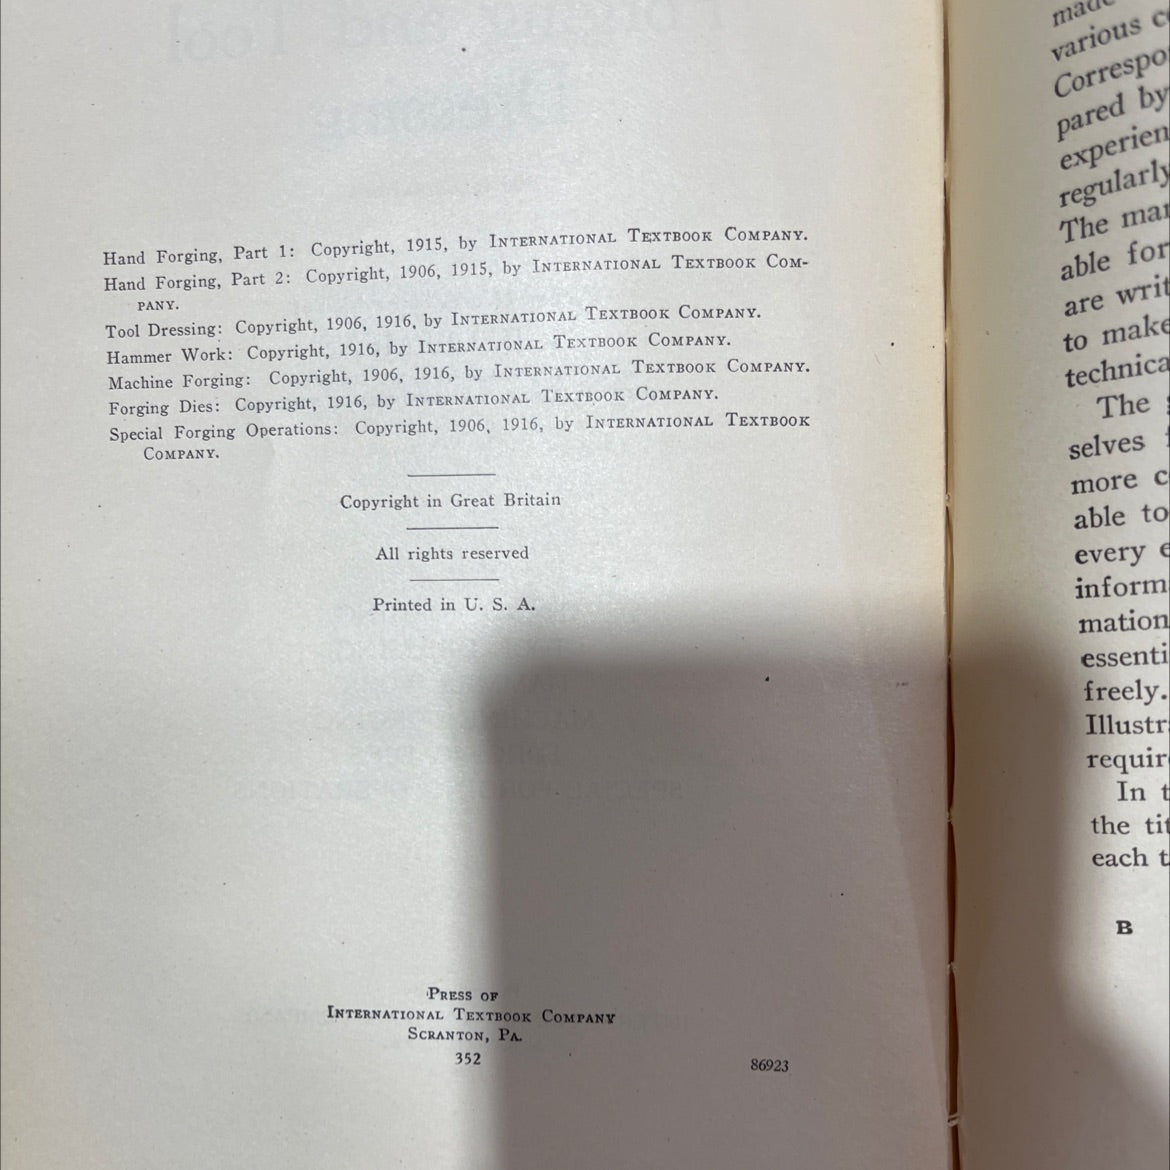 Hand Forging, Part 1: Copyright, 1915, by INTERNATIONAL TEXTBOOK COMPANY.
Hand Forging, Part 2: Copyright, 1906, 1915, by INTERNATIONAL TEXTBOOK COM-
PANY.
Tool Dressing: Copyright, 1906, 1916, by INTERNATIONAL TEXTBOOK COMPANY.
Hammer Work: Copyright, 1916, by INTERNATIONAL TEXTBOOK COMPANY.
Machine Forging: Copyright, 1906, 1916, by INTERNATIONAL TEXTBOOK COMPANY.
Forging Dies: Copyright, 1916, by INTERNATIONAL TEXTBOOK COMPANY.
Special Forging Operations: Copyright, 1906, 1916, by INTERNATIONAL TEXTBOOK
COMPANY.
Copyright in Great Britain
All rights reserved
Printed in U. S. A.
PRESS OF
INTERNATIONAL TEXTBOOK COMPANY
SCRANTON, PA.
352
86923
made
various c
Correspo
pared by
experien
regularly
The man
able for
are writ
to make
technica
The
selves
more c
able to
every e
inform
mation
essenti
freely.
Illustr
requir
In t
the tit
each t
B